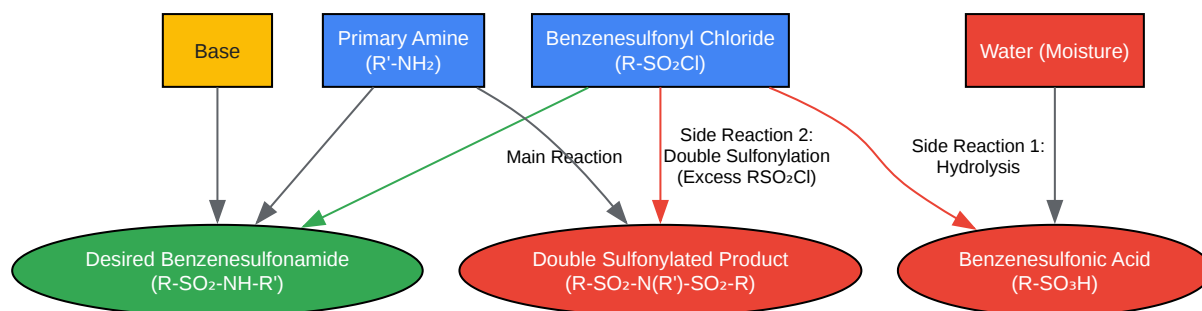 Base
Primary Amine
(R'-NH₂)
Benzenesulfonyl Chloride
(R-SO₂Cl)
Water (Moisture)
Main Reaction
Side Reaction 2:
Double Sulfonylation
(Excess RSO₂Cl)
Side Reaction 1:
Hydrolysis
Desired Benzenesulfonamide
(R-SO₂-NH-R')
Double Sulfonylated Product
(R-SO₂-N(R')-SO₂-R)
Benzenesulfonic Acid
(R-SO₃H)